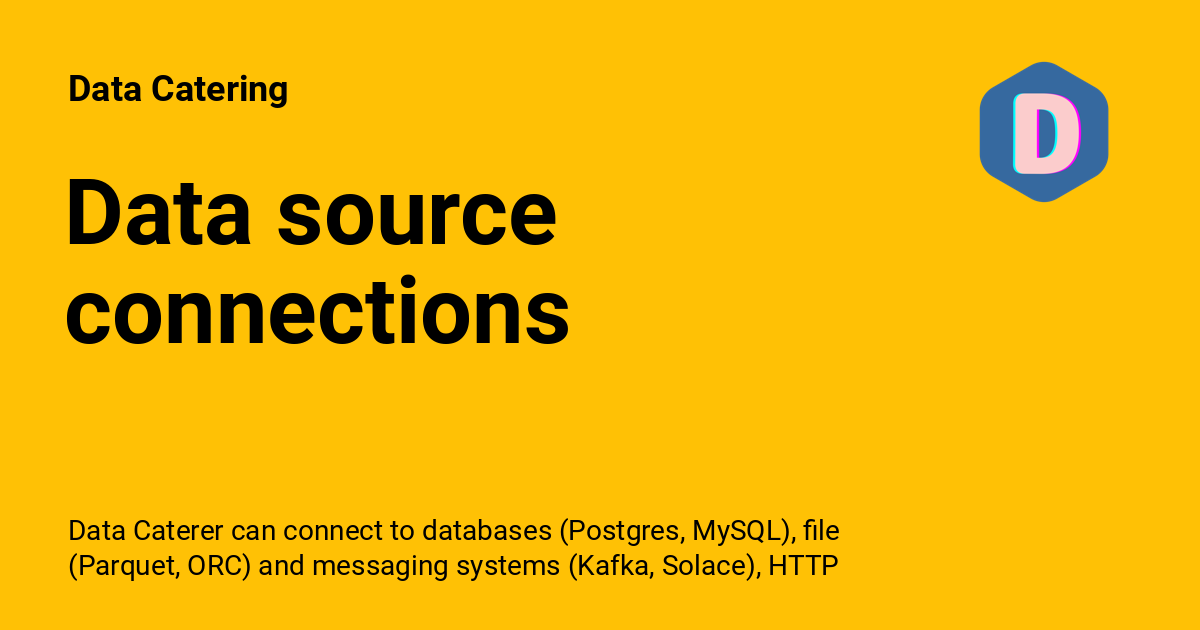 Data Catering
D
Data source
connections
Data Caterer can connect to databases (Postgres, MySQL), file
(Parquet, ORC) and messaging systems (Kafka, Solace), HTTP